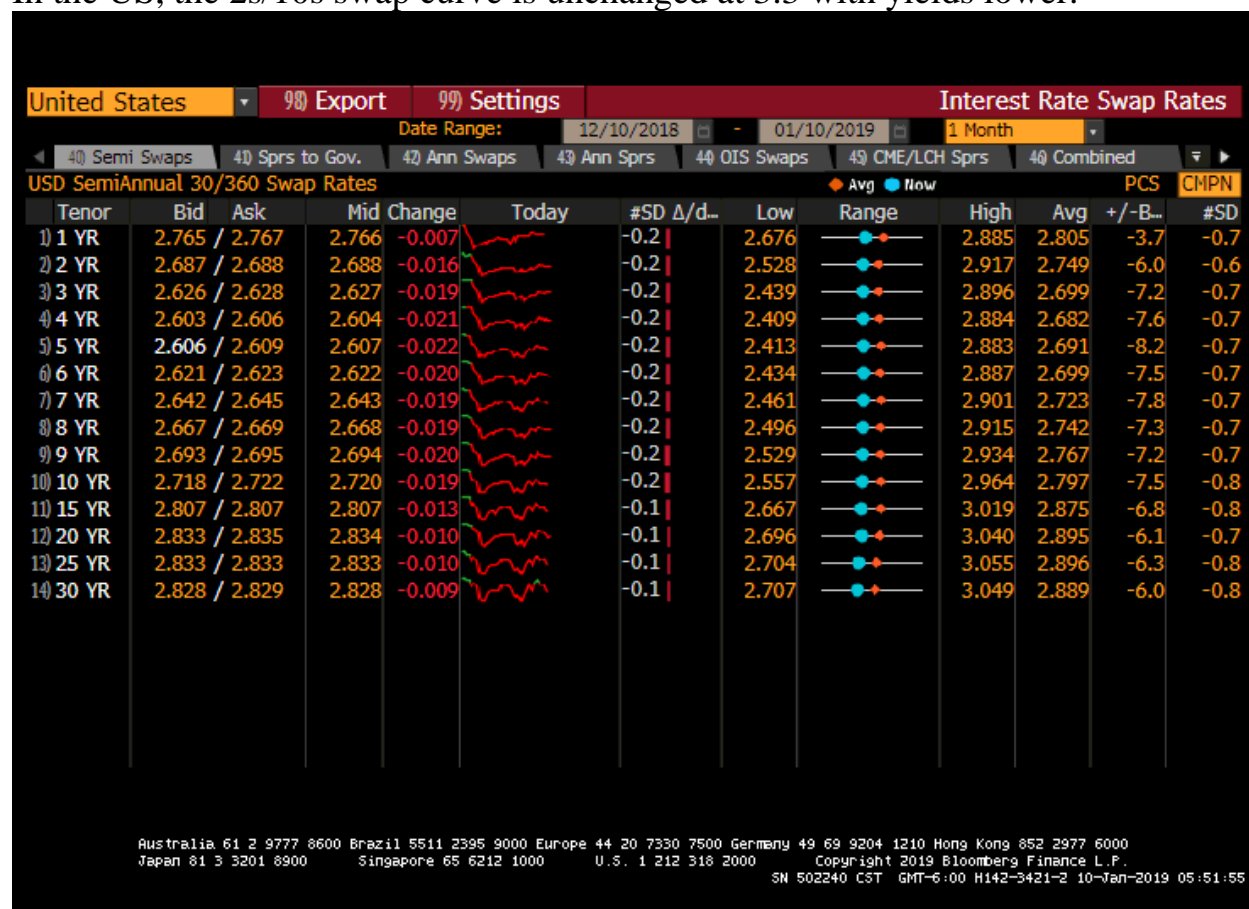 In the US, the 2s/10s swap curve is unchanged at 3.3 with yields lower.
United States 98) Export 99) Settings Interest Rate Swap Rates
Date Range: 12/10/2018 - 01/10/2019 1 Month
40) Semi Swaps 41) Sprs to Gov. 42) Ann Swaps 43) Ann Sprs 44) OIS Swaps 45) CME/LCH Sprs 46) Combined
USD SemiAnnual 30/360 Swap Rates Avg Now PCS CMPN
Tenor Bid Ask Mid Change Today #SD Δ/d... Low Range High Avg +/-B... #SD
1) 1 YR 2.765 / 2.767 2.766 -0.007 -0.2 2.676 2.885 2.805 -3.7 -0.7
2) 2 YR 2.687 / 2.688 2.688 -0.016 -0.2 2.528 2.917 2.749 -6.0 -0.6
3) 3 YR 2.626 / 2.628 2.627 -0.019 -0.2 2.439 2.896 2.699 -7.2 -0.7
4) 4 YR 2.603 / 2.606 2.604 -0.021 -0.2 2.409 2.884 2.682 -7.6 -0.7
5) 5 YR 2.606 / 2.609 2.607 -0.022 -0.2 2.413 2.883 2.691 -8.2 -0.7
6) 6 YR 2.621 / 2.623 2.622 -0.020 -0.2 2.434 2.887 2.699 -7.5 -0.7
7) 7 YR 2.642 / 2.645 2.643 -0.019 -0.2 2.461 2.901 2.723 -7.8 -0.7
8) 8 YR 2.667 / 2.669 2.668 -0.019 -0.2 2.496 2.915 2.742 -7.3 -0.7
9) 9 YR 2.693 / 2.695 2.694 -0.020 -0.2 2.529 2.934 2.767 -7.2 -0.7
10) 10 YR 2.718 / 2.722 2.720 -0.019 -0.2 2.557 2.964 2.797 -7.5 -0.8
11) 15 YR 2.807 / 2.807 2.807 -0.013 -0.1 2.667 3.019 2.875 -6.8 -0.8
12) 20 YR 2.833 / 2.835 2.834 -0.010 -0.1 2.696 3.040 2.895 -6.1 -0.7
13) 25 YR 2.833 / 2.833 2.833 -0.010 -0.1 2.704 3.055 2.896 -6.3 -0.8
14) 30 YR 2.828 / 2.829 2.828 -0.009 -0.1 2.707 3.049 2.889 -6.0 -0.8
Australia 61 2 9777 8600 Brazil 5511 2395 9000 Europe 44 20 7330 7500 Germany 49 69 9204 1210 Hong Kong 852 2977 6000
Japan 81 3 3201 8900 Singapore 65 6212 1000 U.S. 1 212 318 2000 Copyright 2019 Bloomberg Finance L.P.
SN 502240 CST GMT-6:00 H142-3421-2 10-Jan-2019 05:51:55